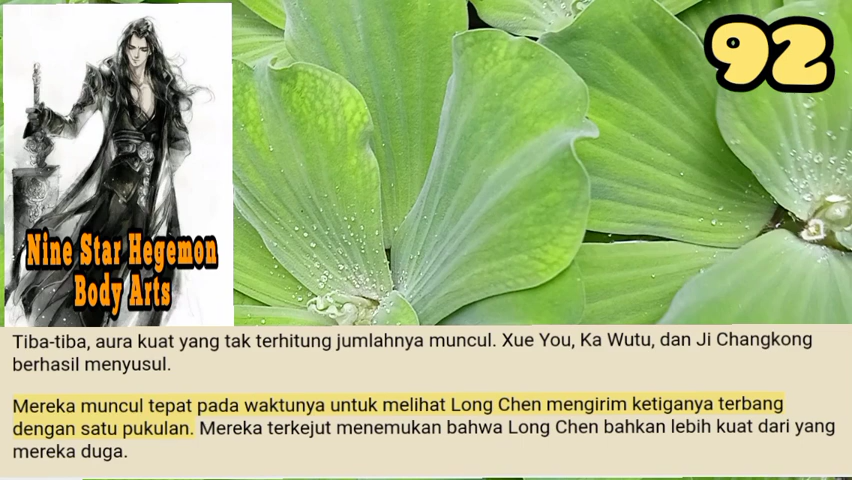 92
Nine Star Hegemon
Body Arts
Tiba-tiba, aura kuat yang tak terhitung jumlahnya muncul. Xue You, Ka Wutu, dan Ji Changkong
berhasil menyusul.
Mereka muncul tepat pada waktunya untuk melihat Long Chen mengirim ketiganya terbang
dengan satu pukulan. Mereka terkejut menemukan bahwa Long Chen bahkan lebih kuat dari yang
mereka duga.